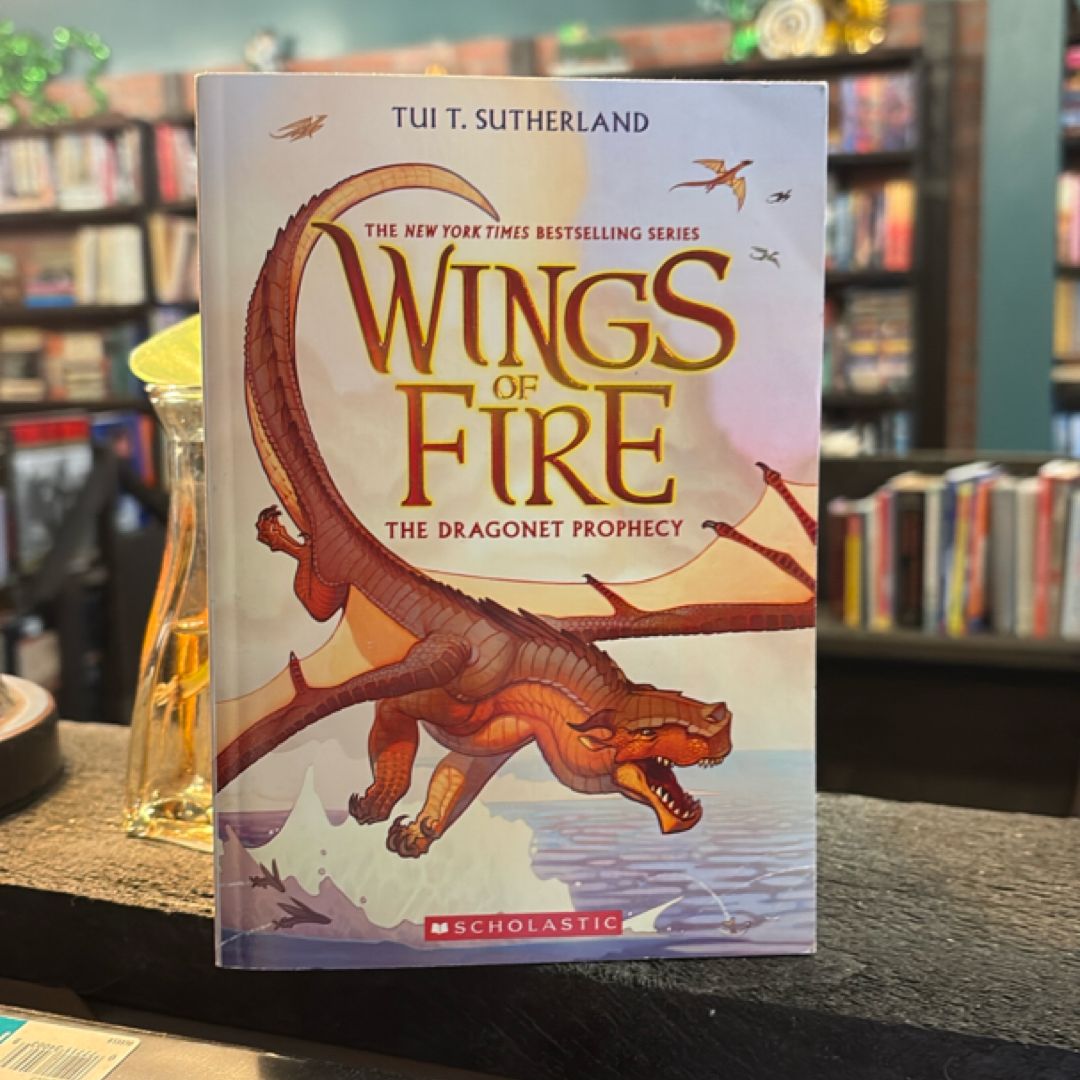 TUI T. SUTHERLAND
THE NEW YORK TIMES BESTSELLING SERIES
WINGS
OF
FIRE
THE DRAGONET PROPHECY
SCHOLASTIC